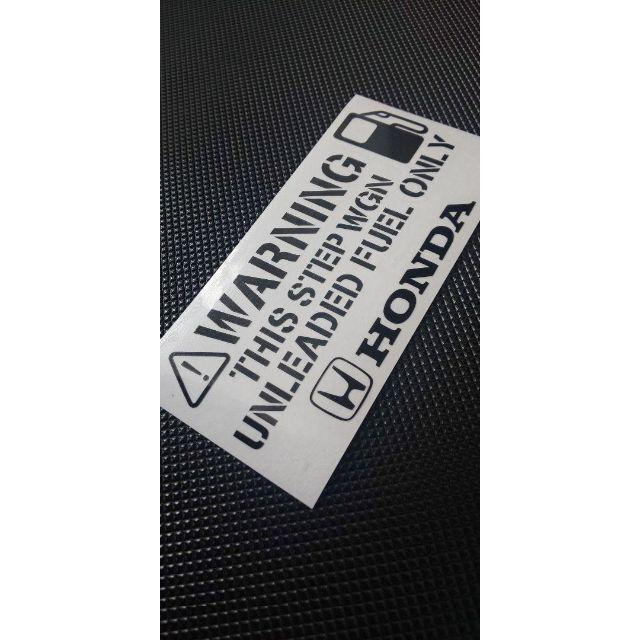 WARNING
THIS STEP WGN
UNLEADED FUEL ONLY
HONDA